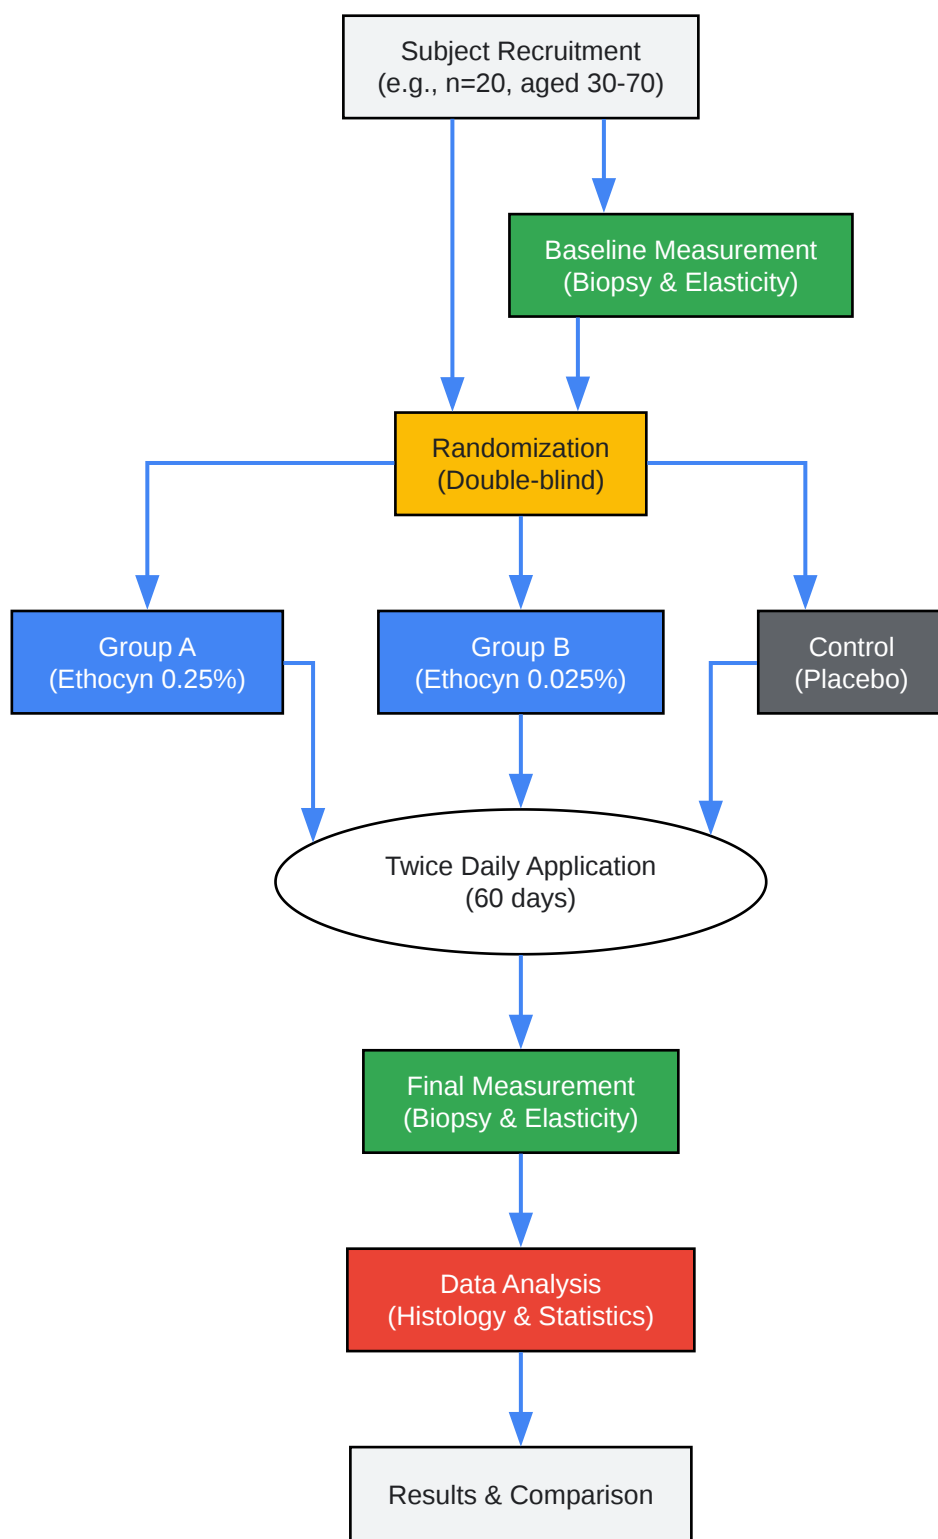 Subject Recruitment
(e.g., n=20, aged 30-70)
Baseline Measurement
(Biopsy & Elasticity)
Randomization
(Double-blind)
Group A
(Ethocyn 0.25%)
Group B
(Ethocyn 0.025%)
Control
(Placebo)
Twice Daily Application
(60 days)
Final Measurement
(Biopsy & Elasticity)
Data Analysis
(Histology & Statistics)
Results & Comparison